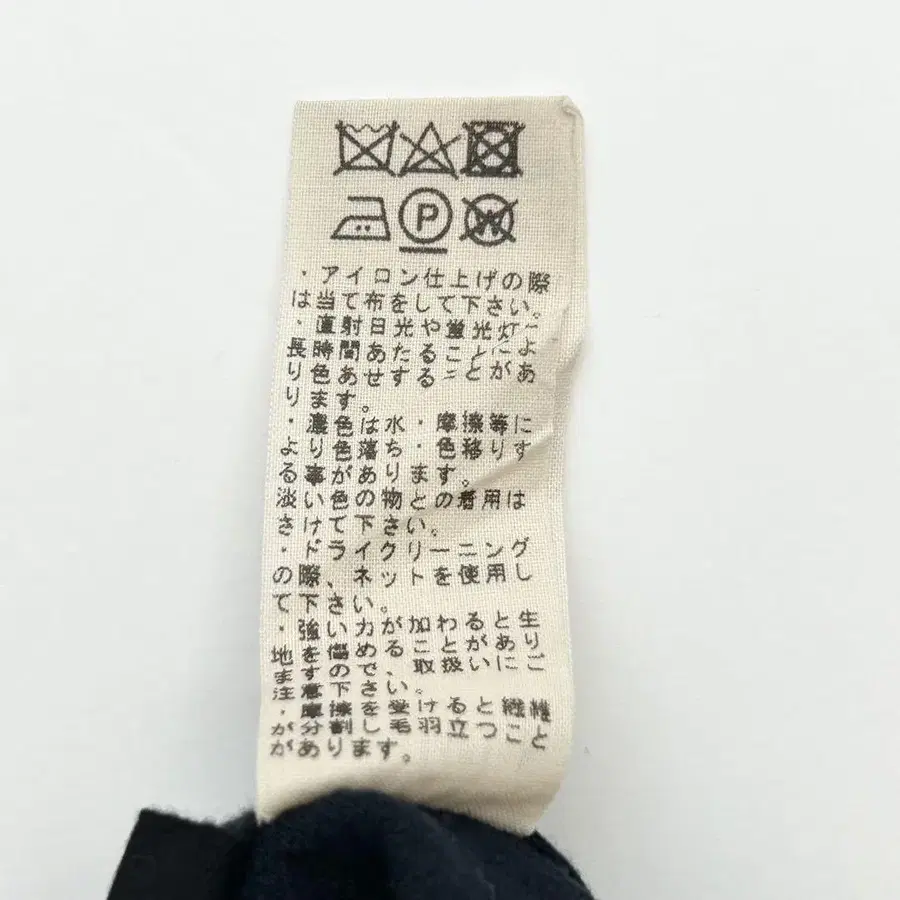 P
W
・アイロン仕上げの際
は当て布をして下さい。
・直射日光や蛍光灯に
長時間あたることによ
り色あせすることがあ
ります。
・濃色は水・摩擦等に
より色落ち・色移りす
る事があります。
淡い色の物との着用は
さけて下さい。
・ドライクリーニング
の際、ネットを使用し
て下さい。
・強い力が加わると生
地を傷めることがあり
ますので、取扱いにご
注意下さい。
・摩擦を受けると繊維
が分割し毛羽立つこと
があります。